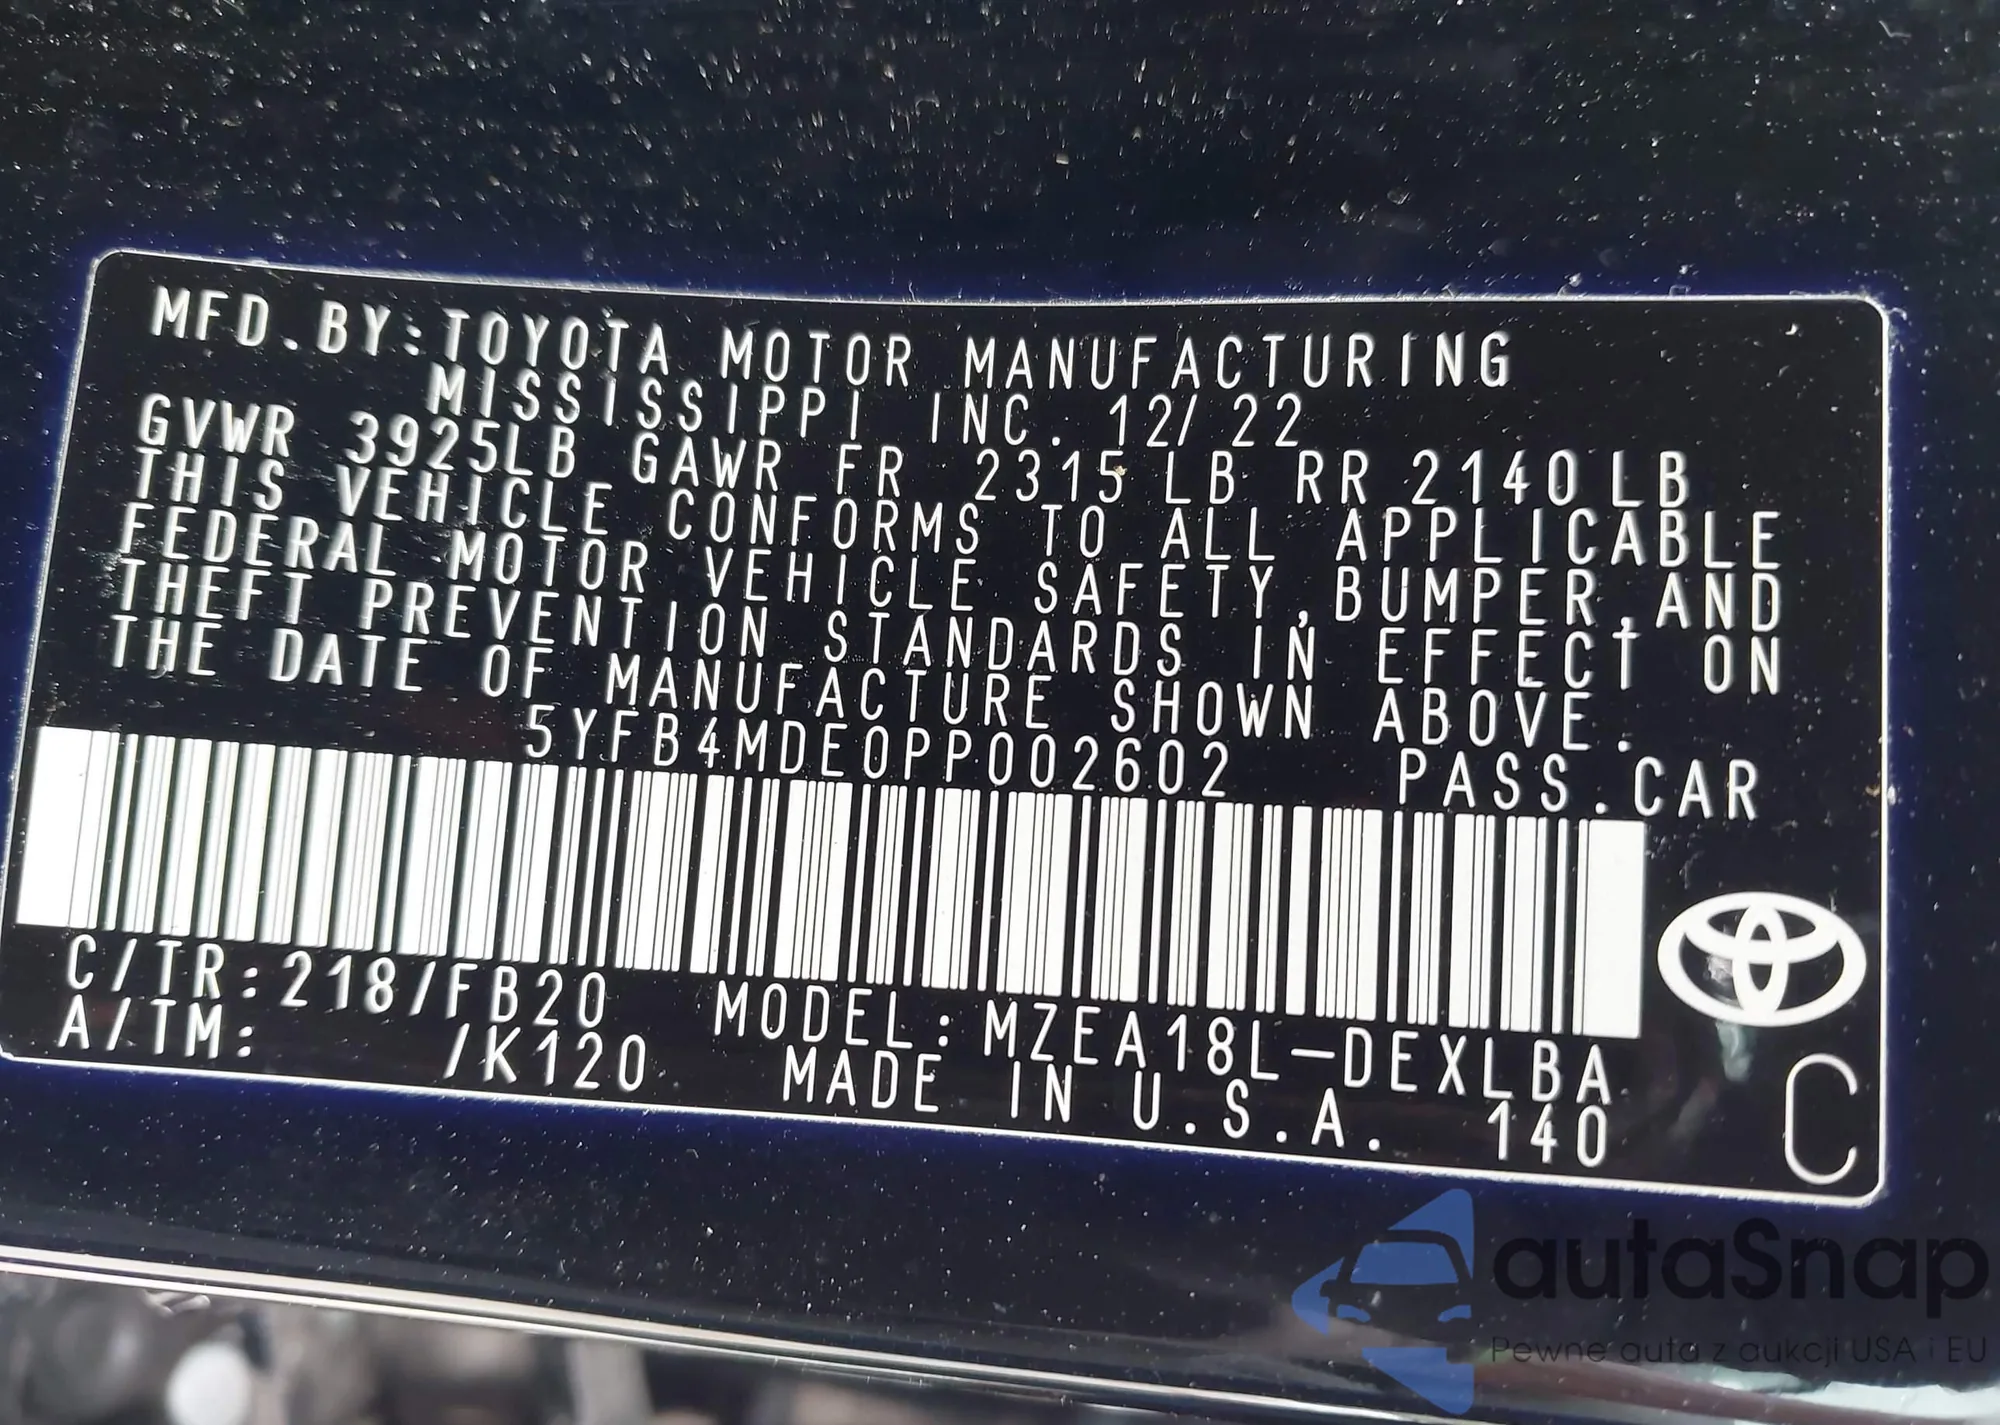 MFD.BY:TOYOTA MOTOR MANUFACTURING
MISSISSIPPI INC. 12/22
GVWR 3925LB GAWR FR 2315LB RR 2140LB
THIS VEHICLE CONFORMS TO ALL APPLICABLE
FEDERAL MOTOR VEHICLE SAFETY,BUMPER,AND
THEFT PREVENTION STANDARDS IN EFFECT ON
THE DATE OF MANUFACTURE SHOWN ABOVE.
5YFB4MDE0PP002602 PASS.CAR
C/TR:218/FB20 MODEL:MZEA18L-DEXLBA
A/TM: /K120 MADE IN U.S.A. 140
C
autaSnap
Pewne auta z aukcji USA i EU